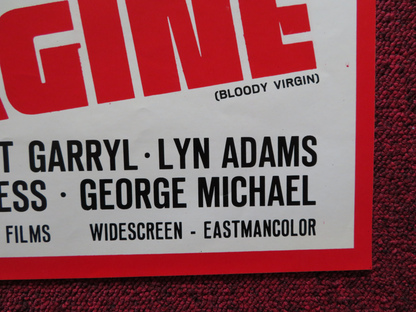 GINE
(BLOODY VIRGIN)
T GARRYL · LYN ADAMS
ESS · GEORGE MICHAEL
FILMS WIDESCREEN - EASTMANCOLOR